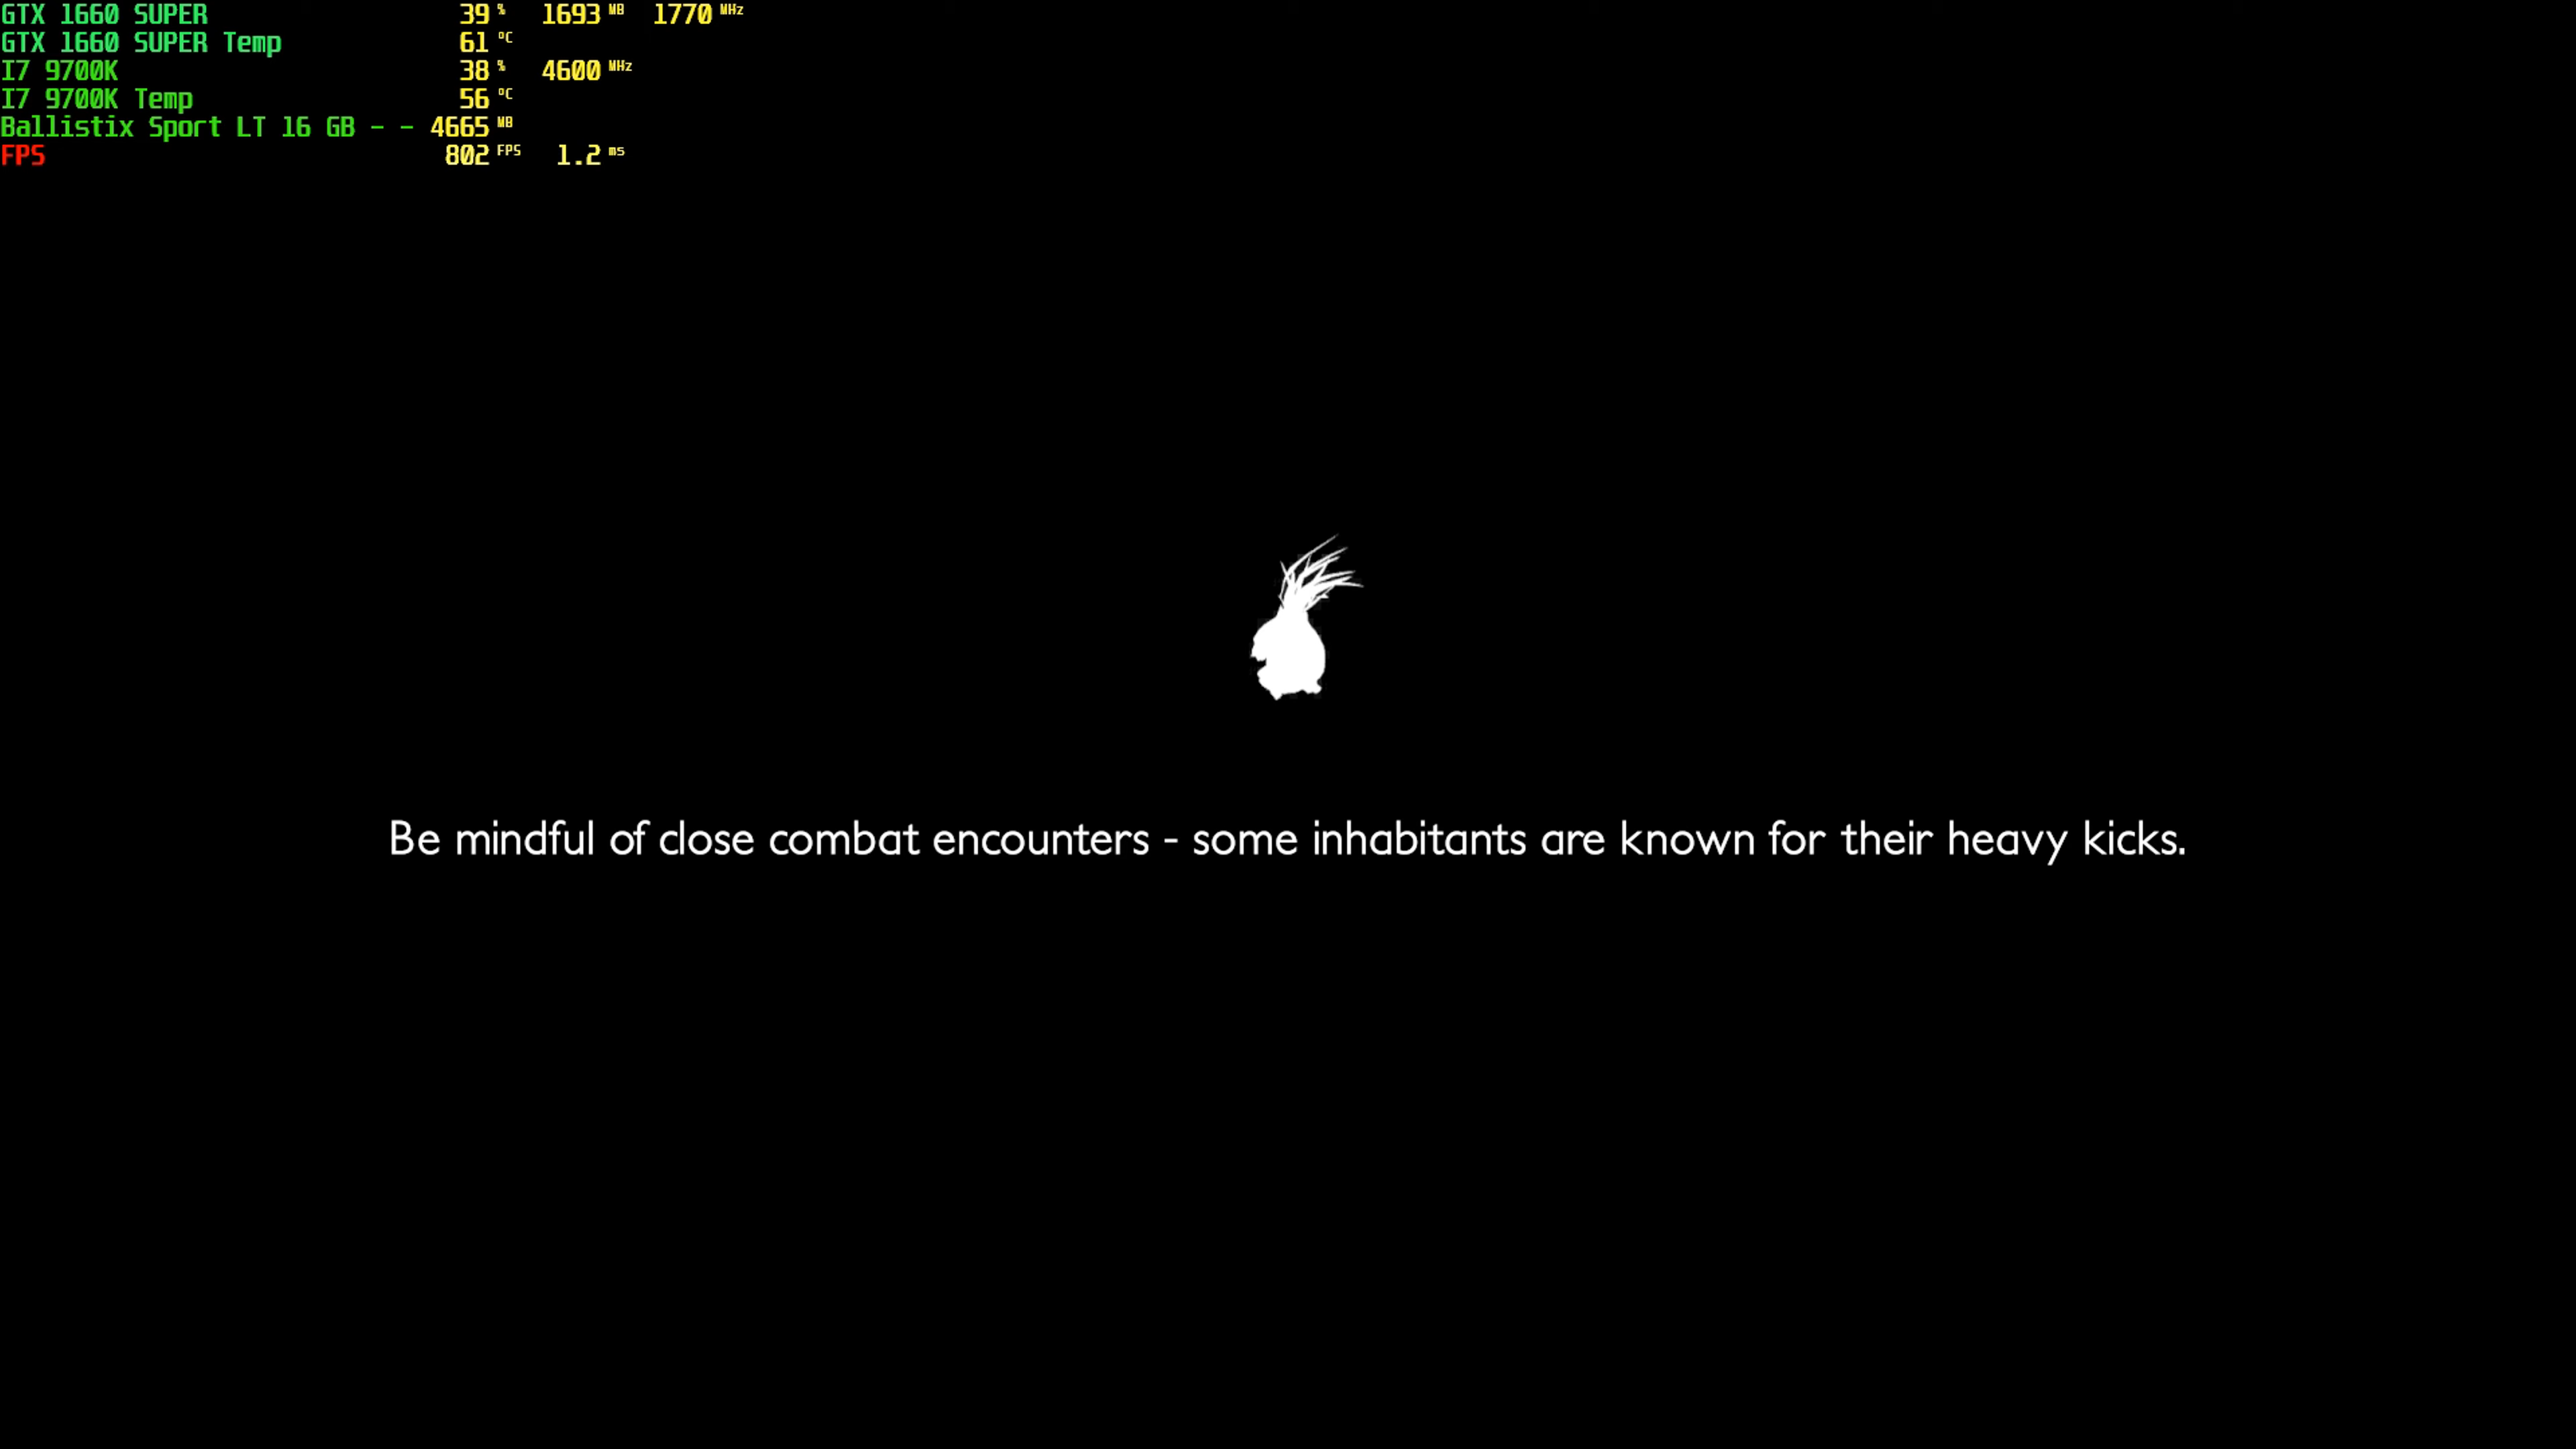 GTX 1660 SUPER 39 % 1693 MB 1770 MHz
GTX 1660 SUPER Temp 61 °C
I7 9700K 38 % 4600 MHz
I7 9700K Temp 56 °C
Ballistix Sport LT 16 GB - - 4665 MB
FPS 802 FPS 1.2 ms
Be mindful of close combat encounters - some inhabitants are known for their heavy kicks.